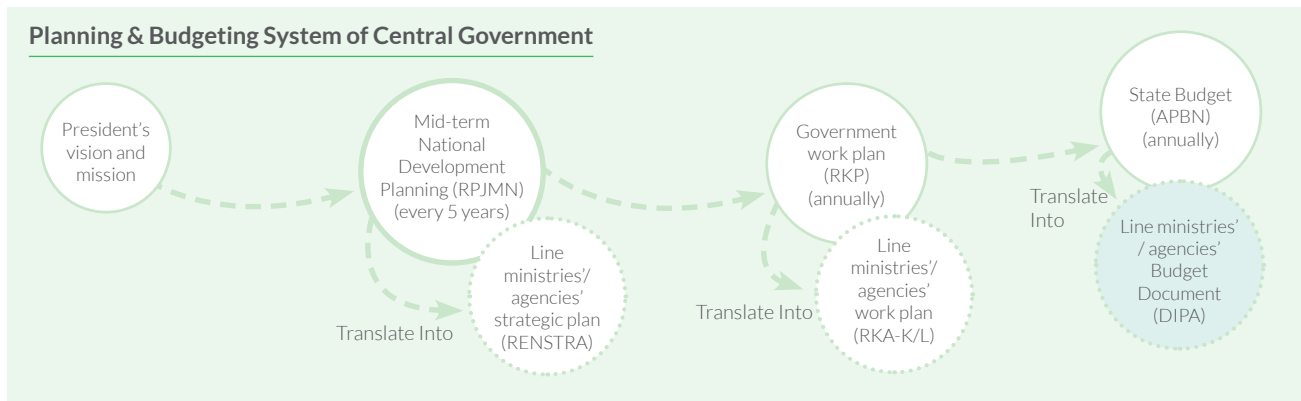 Planning & Budgeting System of Central Government
President's
vision and
mission
Mid-term
National
Development
Planning (RPJMN)
(every 5 years)
Translate Into
Line
ministries'/
agencies'
strategic plan
(RENSTRA)
Government
work plan
(RKP)
(annually)
Translate Into
Line
ministries'/
agencies'
work plan
(RKA-K/L)
State Budget
(APBN)
(annually)
Translate
Into
Line ministries'
/ agencies'
Budget
Document
(DIPA)